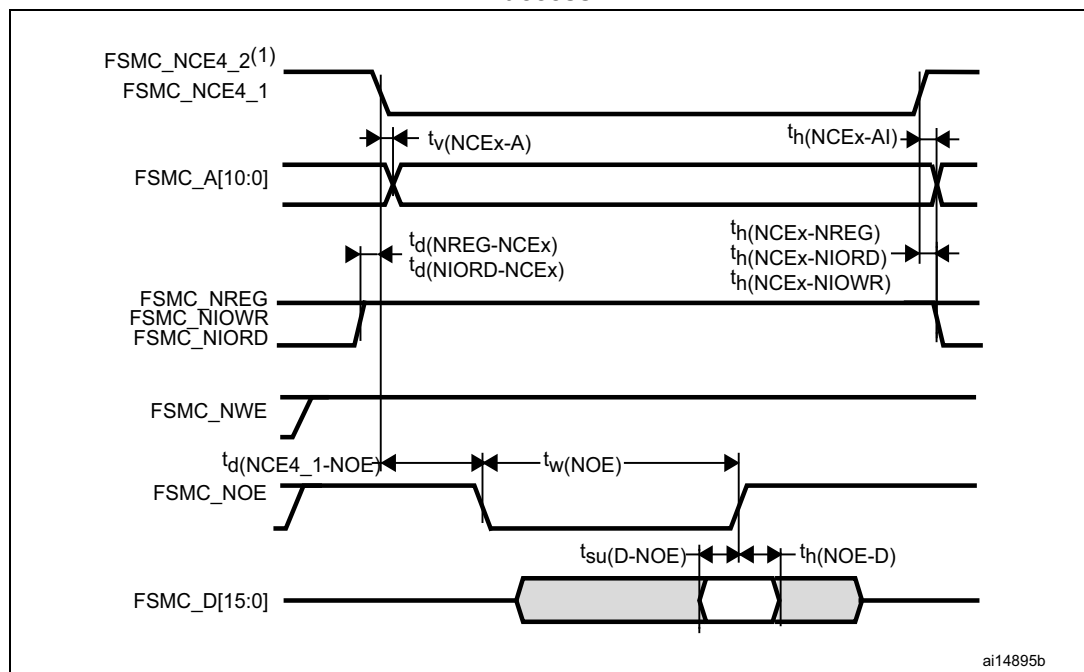 FSMC_NCE4_2(1)
FSMC_NCE4_1
tv(NCEx-A)
th(NCEx-AI)
FSMC_A[10:0]
td(NREG-NCEx)
td(NIORD-NCEx)
th(NCEx-NREG)
th(NCEx-NIORD)
th(NCEx-NIOWR)
FSMC_NREG
FSMC_NIOWR
FSMC_NIORD
FSMC_NWE
td(NCE4_1-NOE)
tw(NOE)
FSMC_NOE
tsu(D-NOE)
th(NOE-D)
FSMC_D[15:0]
ai14895b